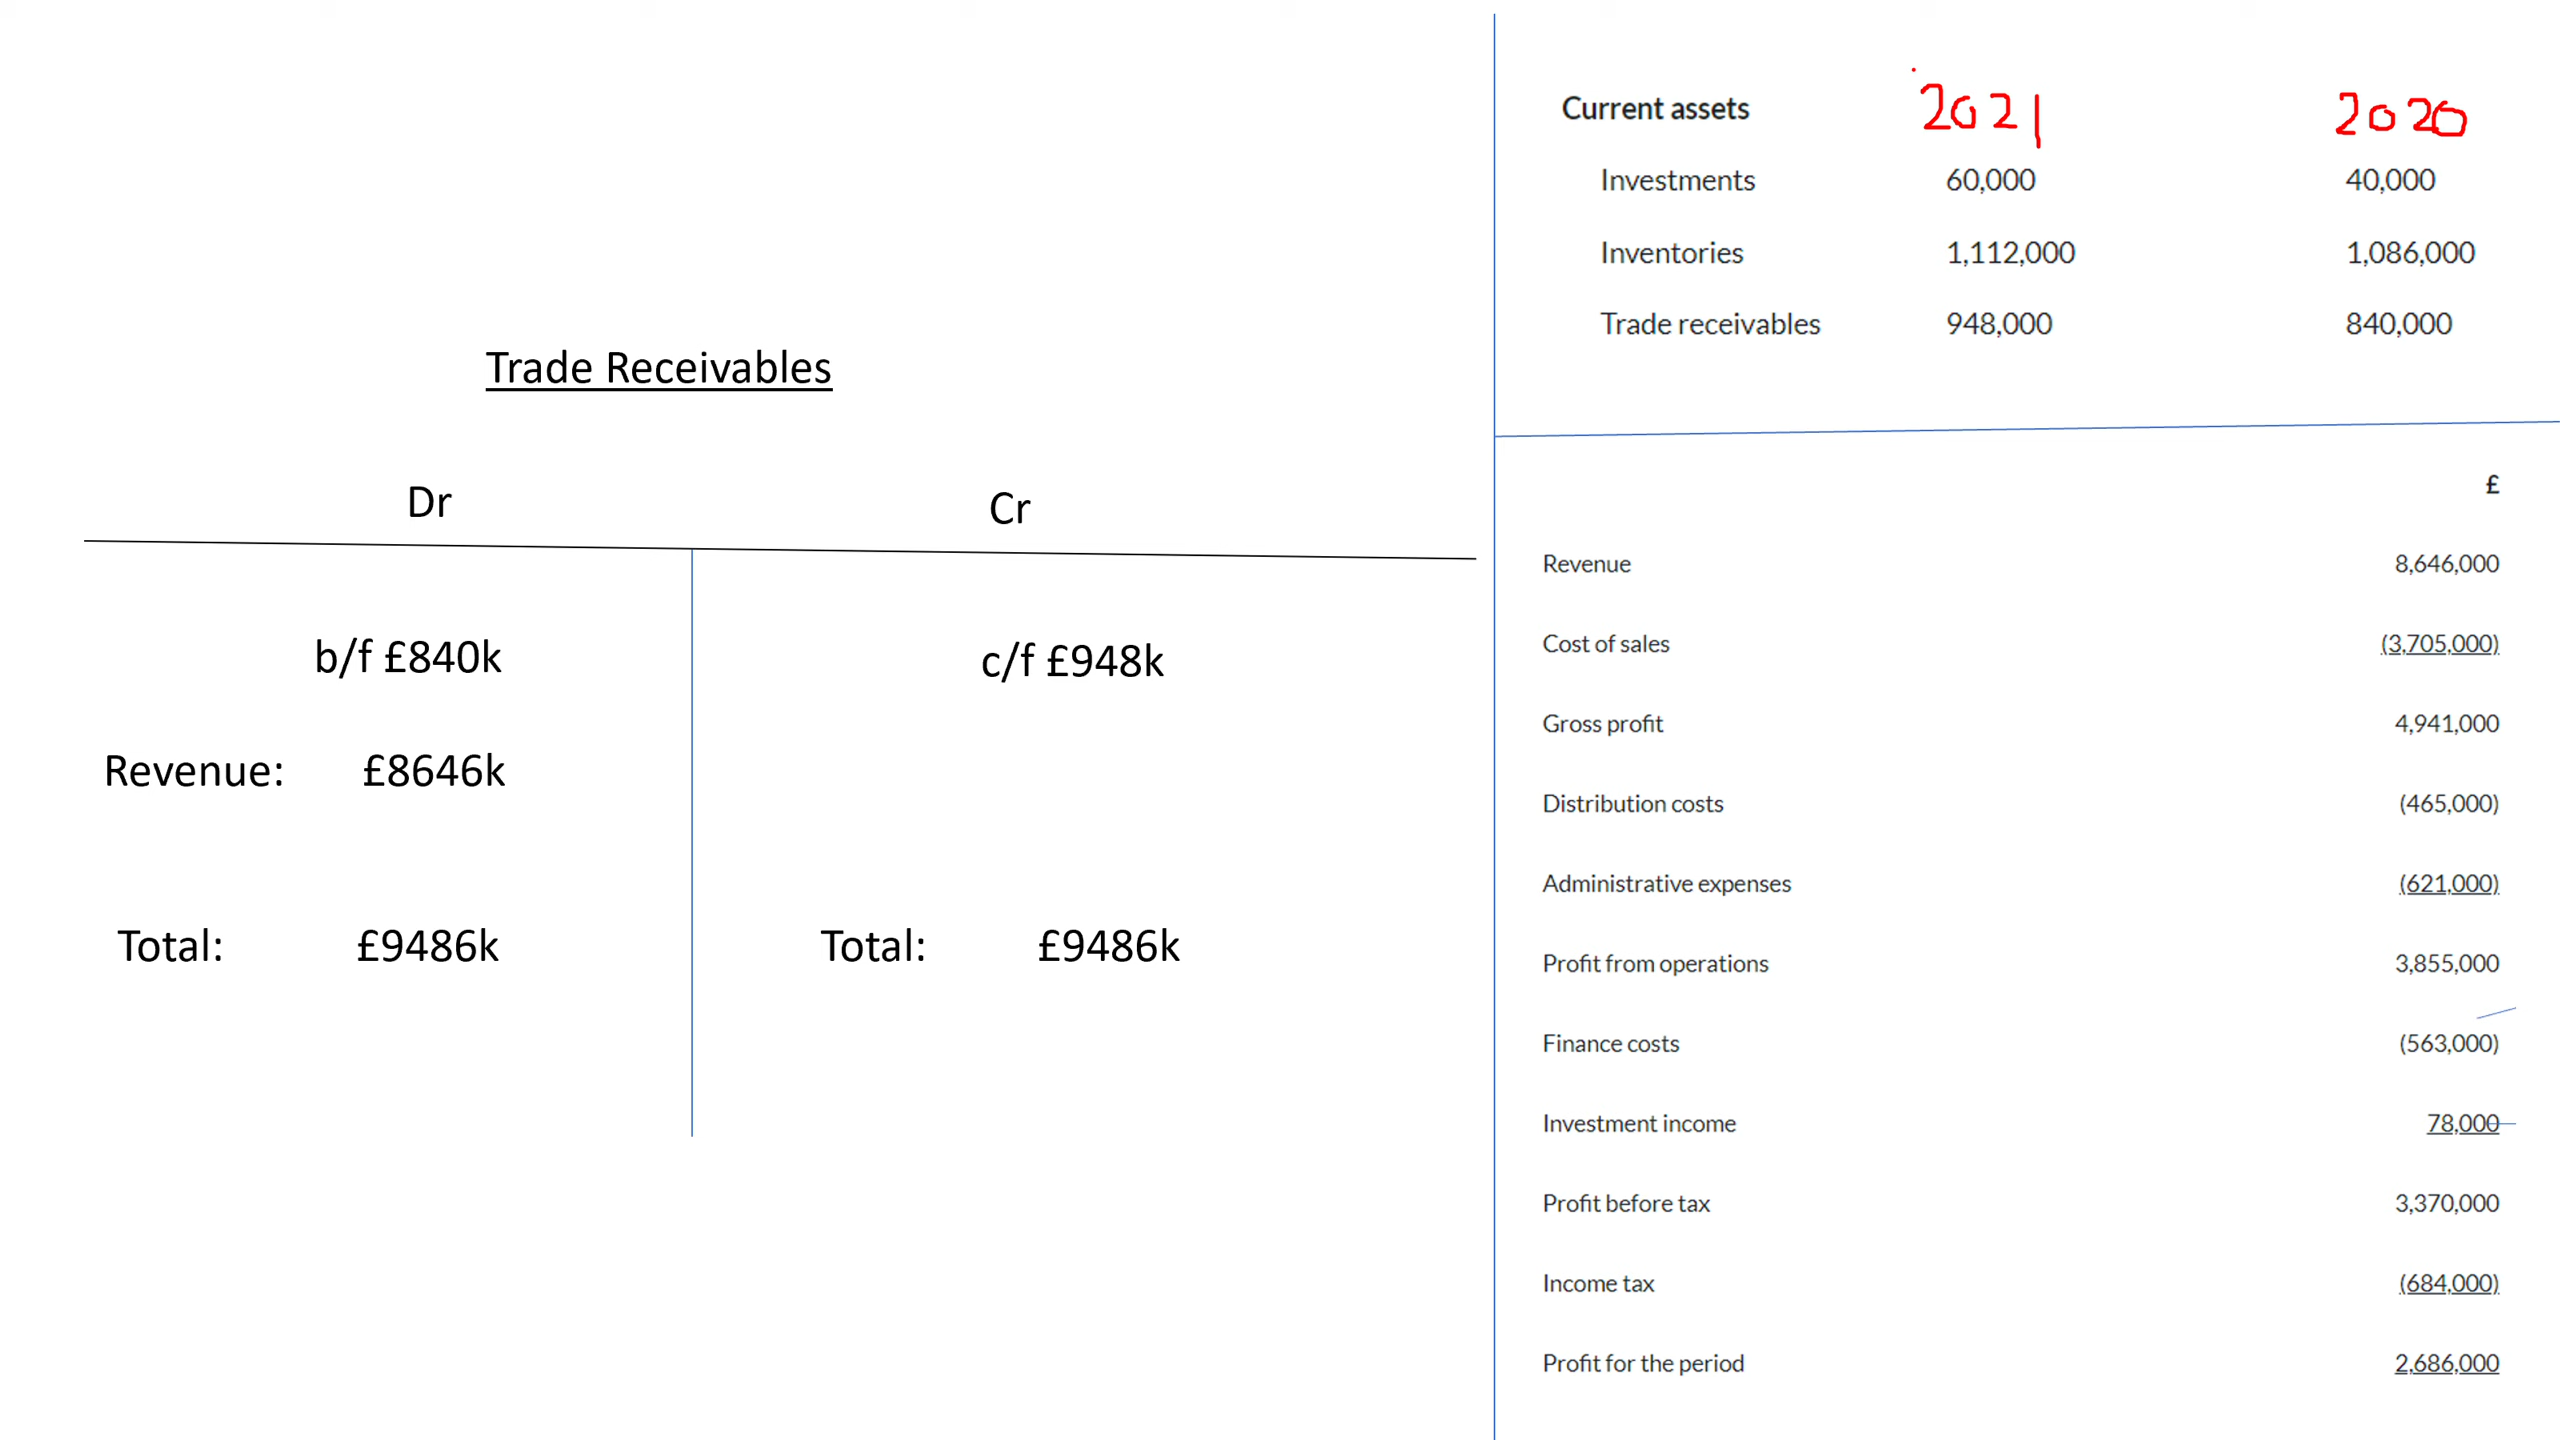 Trade Receivables
Dr Cr
b/f £840k c/f £948k
Revenue: £8646k
Total: £9486k Total: £9486k
Current assets 2021 2020
Investments 60,000 40,000
Inventories 1,112,000 1,086,000
Trade receivables 948,000 840,000
£
Revenue 8,646,000
Cost of sales (3,705,000)
Gross profit 4,941,000
Distribution costs (465,000)
Administrative expenses (621,000)
Profit from operations 3,855,000
Finance costs (563,000)
Investment income 78,000
Profit before tax 3,370,000
Income tax (684,000)
Profit for the period 2,686,000